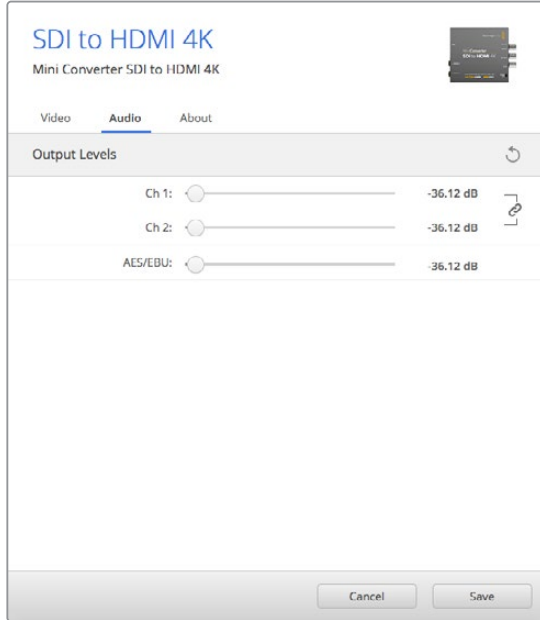 SDI to HDMI 4K
Mini Converter SDI to HDMI 4K
Video Audio About
Output Levels
Ch 1: -36.12 dB
Ch 2: -36.12 dB
AES/EBU: -36.12 dB
Cancel Save